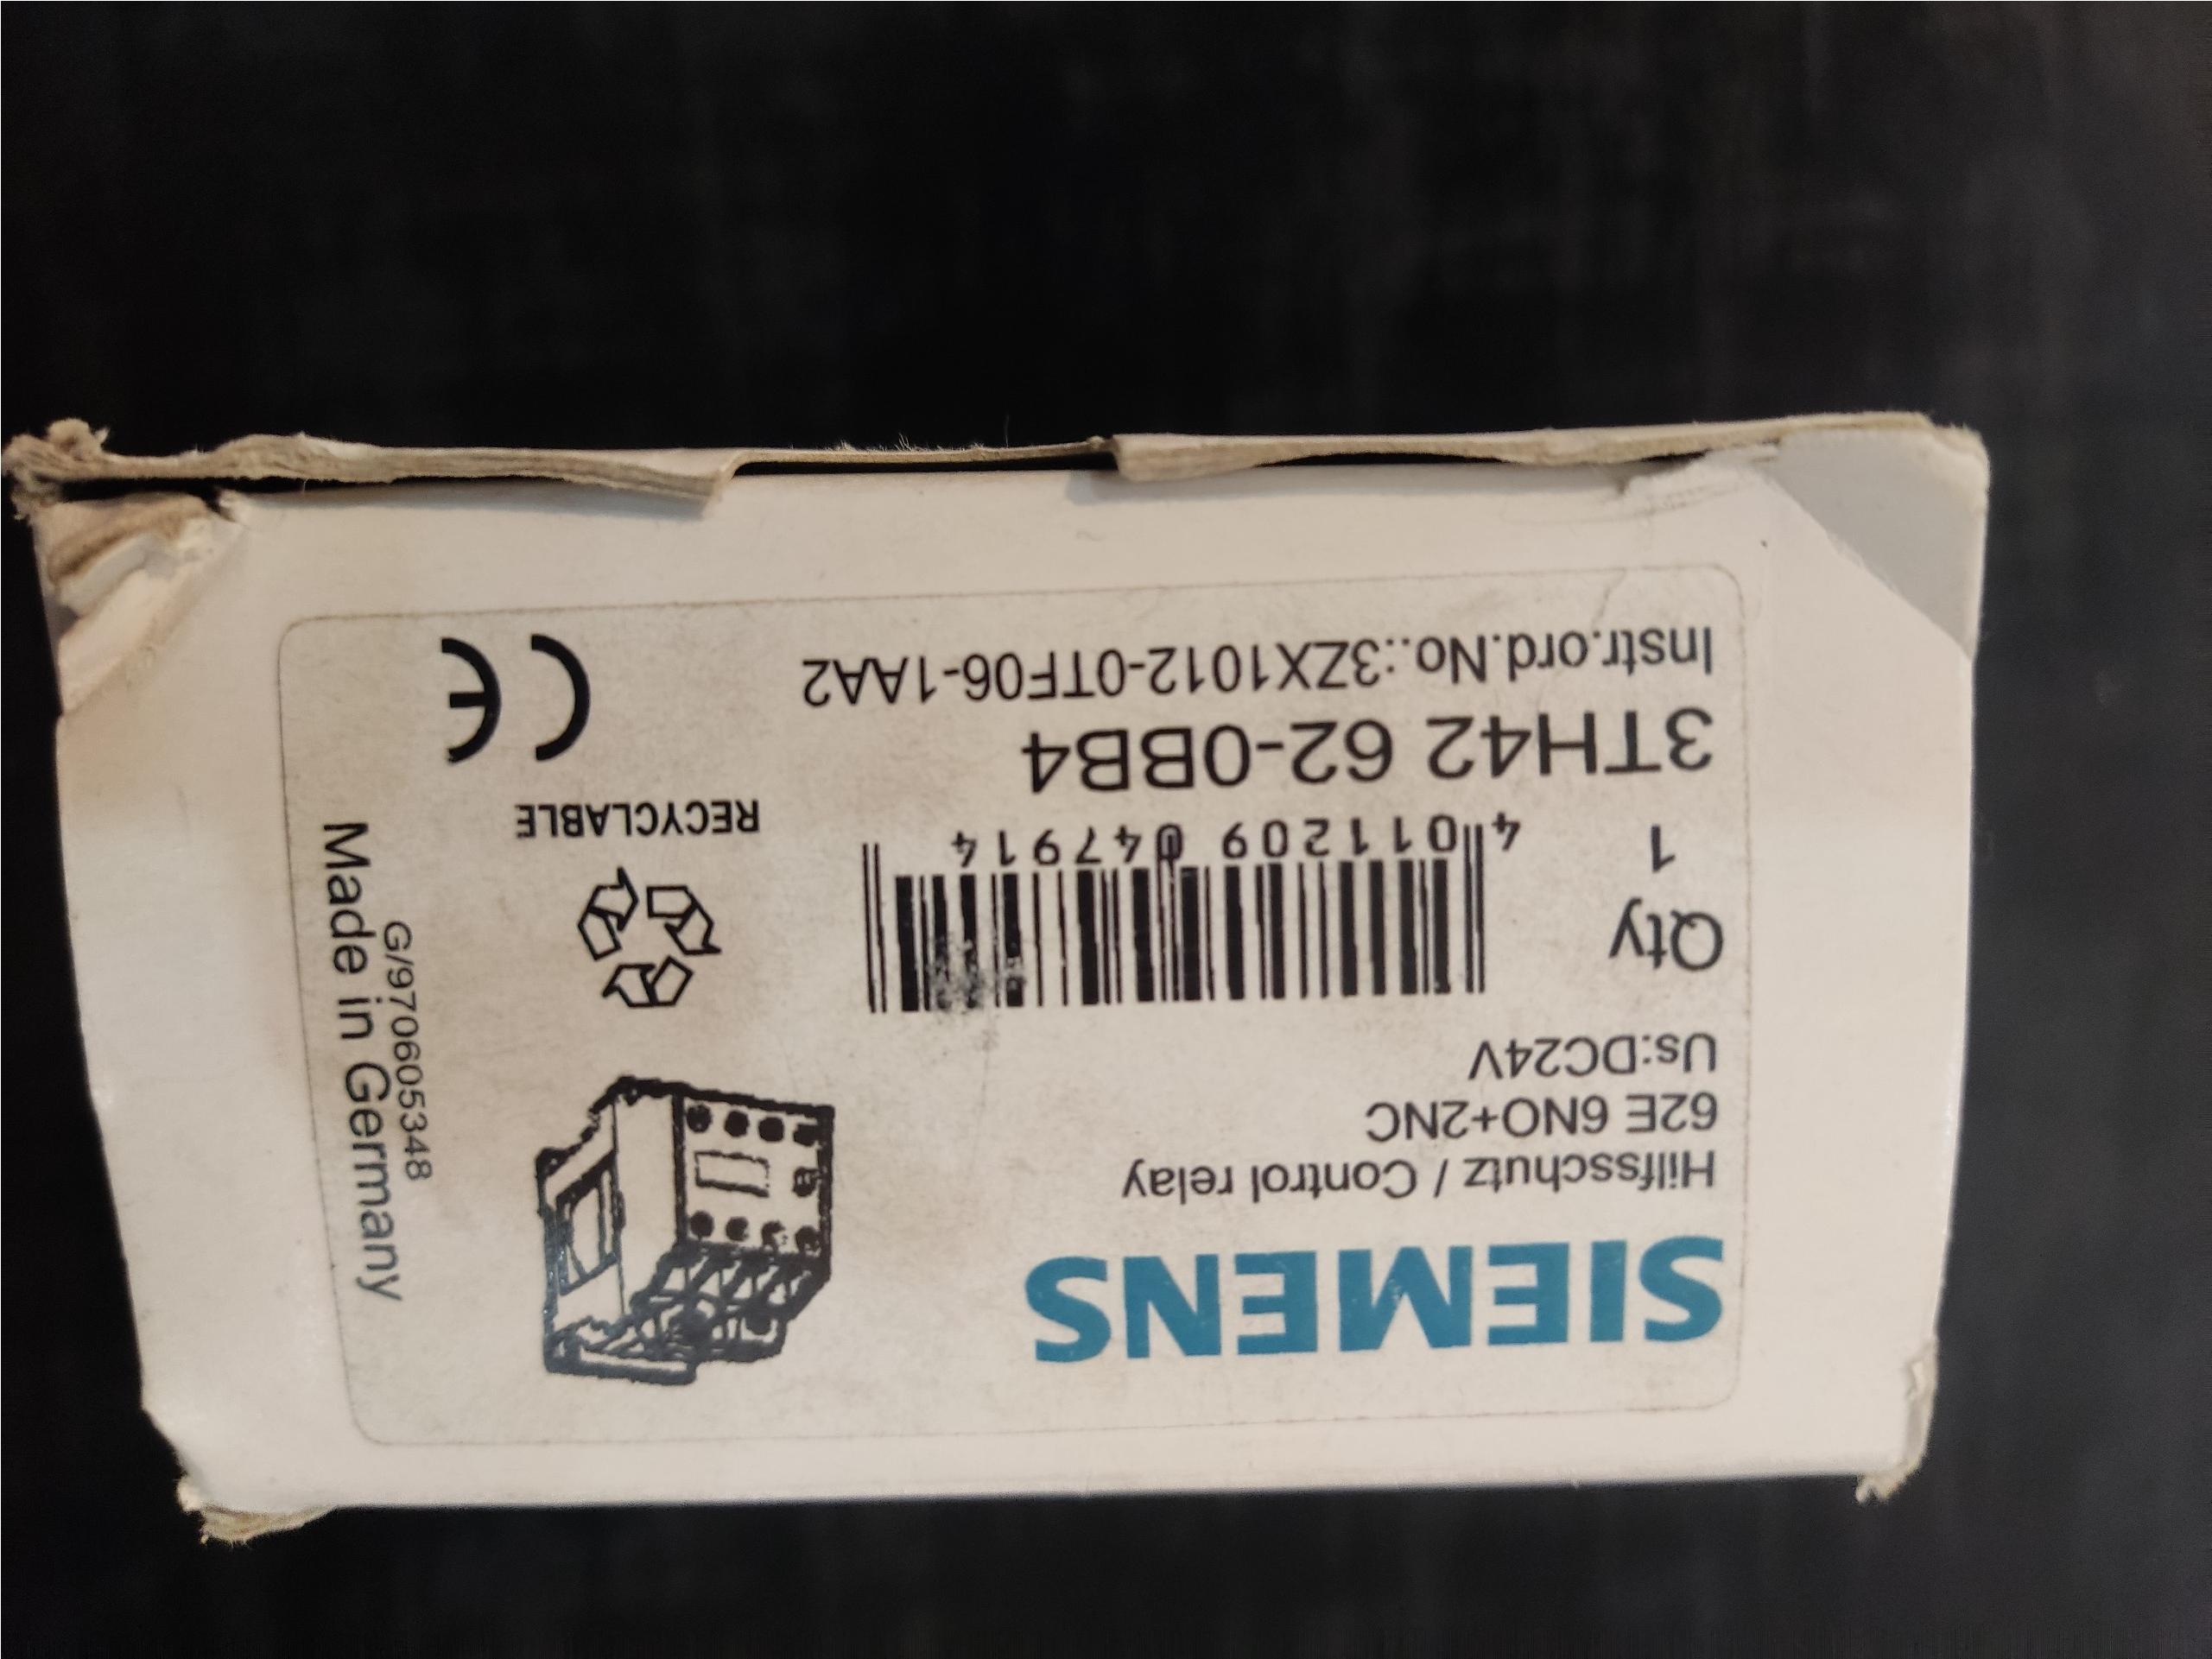 SIEMENS
Hilfsschutz / Control relay
62E 6NO+2NC
Us:DC24V
Qty
1
4 011209 047914
3TH42 62-0BB4
Instr.ord.No.:3ZX1012-0TF06-1AA2
RECYCLABLE
CE
G/970605348
Made in Germany